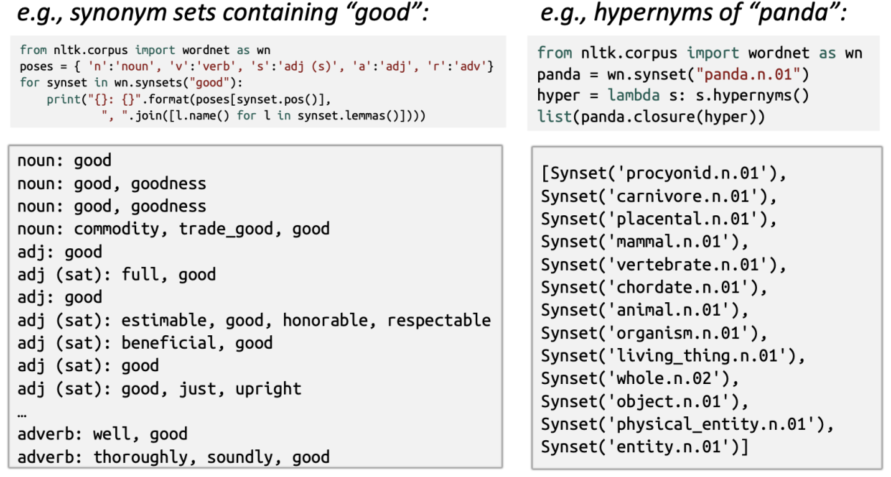 e.g., synonym sets containing “good”:
from nltk.corpus import wordnet as wn
poses = { 'n':'noun', 'v':'verb', 's':'adj (s)', 'a':'adj', 'r':'adv'}
for synset in wn.synsets("good"):
    print("{}: {}".format(poses[synset.pos()],
            ", ".join([l.name() for l in synset.lemmas()])))
noun: good
noun: good, goodness
noun: good, goodness
noun: commodity, trade_good, good
adj: good
adj (sat): full, good
adj: good
adj (sat): estimable, good, honorable, respectable
adj (sat): beneficial, good
adj (sat): good
adj (sat): good, just, upright
…
adverb: well, good
adverb: thoroughly, soundly, good
e.g., hypernyms of “panda”:
from nltk.corpus import wordnet as wn
panda = wn.synset("panda.n.01")
hyper = lambda s: s.hypernyms()
list(panda.closure(hyper))
[Synset('procyonid.n.01'),
Synset('carnivore.n.01'),
Synset('placental.n.01'),
Synset('mammal.n.01'),
Synset('vertebrate.n.01'),
Synset('chordate.n.01'),
Synset('animal.n.01'),
Synset('organism.n.01'),
Synset('living_thing.n.01'),
Synset('whole.n.02'),
Synset('object.n.01'),
Synset('physical_entity.n.01'),
Synset('entity.n.01')]